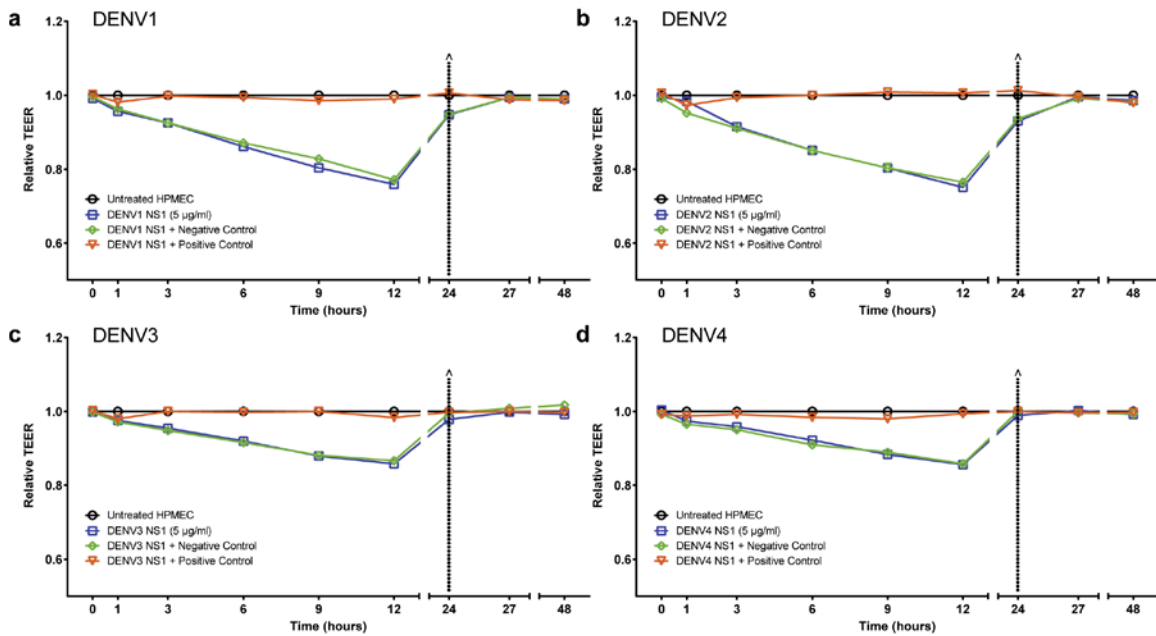 a DENV1
1.2
1.0
0.8
0.6
Relative TEER
Untreated HPMEC
DENV1 NS1 (5 µg/ml)
DENV1 NS1 + Negative Control
DENV1 NS1 + Positive Control
^
0 1 3 6 9 12 24 27 48
Time (hours)
b DENV2
1.2
1.0
0.8
0.6
Relative TEER
Untreated HPMEC
DENV2 NS1 (5 µg/ml)
DENV2 NS1 + Negative Control
DENV2 NS1 + Positive Control
^
0 1 3 6 9 12 24 27 48
Time (hours)
c DENV3
1.2
1.0
0.8
0.6
Relative TEER
Untreated HPMEC
DENV3 NS1 (5 µg/ml)
DENV3 NS1 + Negative Control
DENV3 NS1 + Positive Control
^
0 1 3 6 9 12 24 27 48
Time (hours)
d DENV4
1.2
1.0
0.8
0.6
Relative TEER
Untreated HPMEC
DENV4 NS1 (5 µg/ml)
DENV4 NS1 + Negative Control
DENV4 NS1 + Positive Control
^
0 1 3 6 9 12 24 27 48
Time (hours)